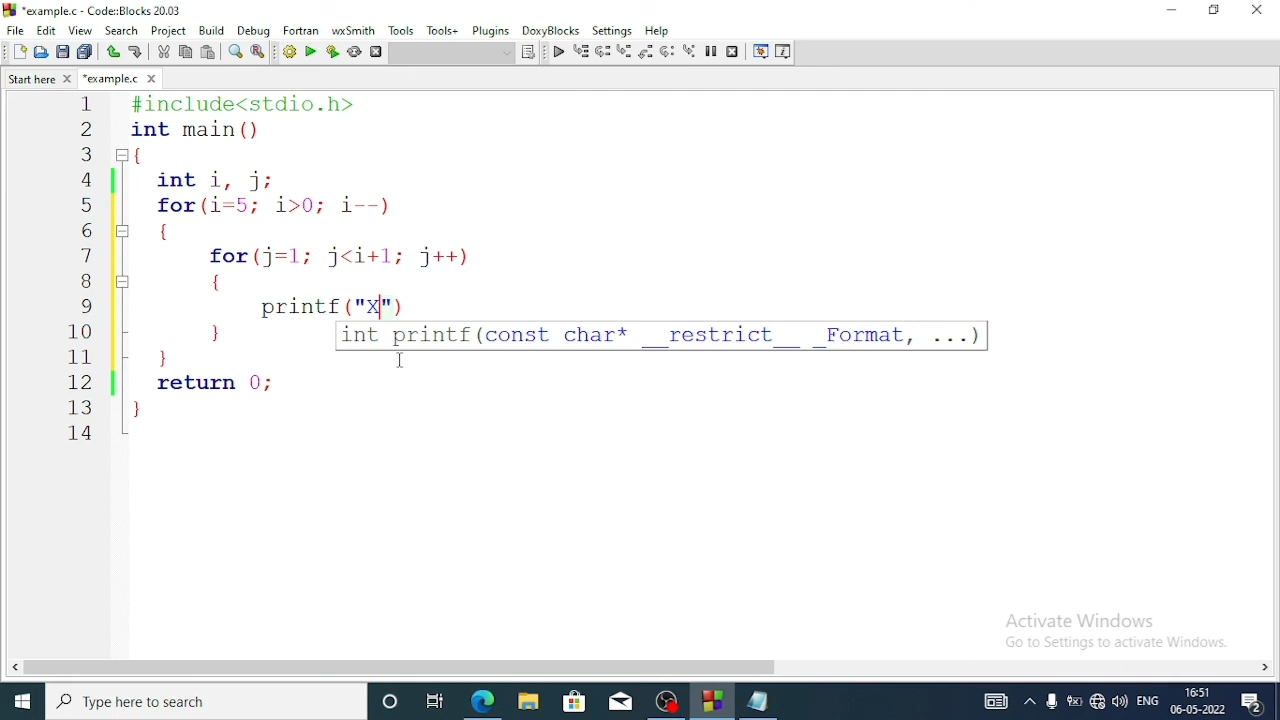 *example.c - Code::Blocks 20.03
File Edit View Search Project Build Debug Fortran wxSmith Tools Tools+ Plugins DoxyBlocks Settings Help
Start here *example.c
1 #include<stdio.h>
2 int main()
3 {
4 int i, j;
5 for(i=5; i>0; i--)
6 {
7 for(j=1; j<i+1; j++)
8 {
9 printf("X")
10 } int printf(const char* __restrict__ _Format, ...)
11 }
12 return 0;
13 }
14
Activate Windows
Go to Settings to activate Windows.
Type here to search
ENG
16:51
06-05-2022
2